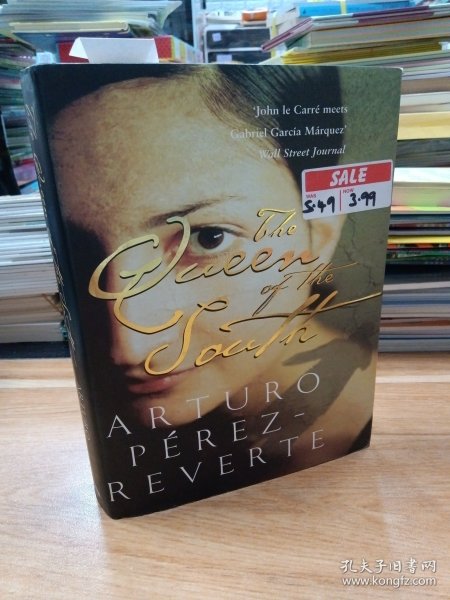 'John le Carré meets
Gabriel García Márquez'
Wall Street Journal
SALE
WAS NOW
5.49 3.99
The
Queen
of the
South
ARTURO
PÉREZ-
REVERTE
孔夫子旧书网
www.kongfz.com